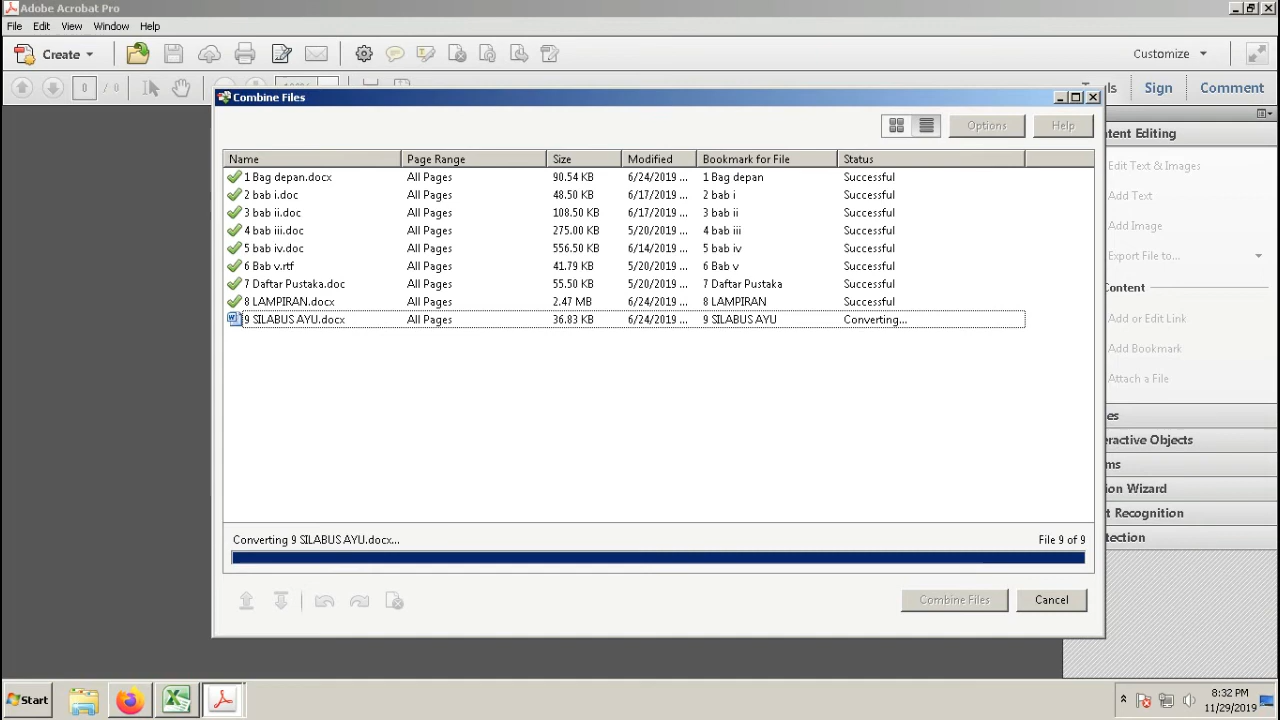 Adobe Acrobat Pro
File Edit View Window Help
Create
Customize
0 / 0
Sign
Comment
Combine Files
Options
Help
Name Page Range Size Modified Bookmark for File Status
1 Bag depan.docx All Pages 90.54 KB 6/24/2019 ... 1 Bag depan Successful
2 bab i.doc All Pages 48.50 KB 6/17/2019 ... 2 bab i Successful
3 bab ii.doc All Pages 108.50 KB 6/17/2019 ... 3 bab ii Successful
4 bab iii.doc All Pages 275.00 KB 5/20/2019 ... 4 bab iii Successful
5 bab iv.doc All Pages 556.50 KB 6/14/2019 ... 5 bab iv Successful
6 Bab v.rtf All Pages 41.79 KB 5/20/2019 ... 6 Bab v Successful
7 Daftar Pustaka.doc All Pages 55.50 KB 5/20/2019 ... 7 Daftar Pustaka Successful
8 LAMPIRAN.docx All Pages 2.47 MB 6/24/2019 ... 8 LAMPIRAN Successful
9 SILABUS AYU.docx All Pages 36.83 KB 6/24/2019 ... 9 SILABUS AYU Converting...
Converting 9 SILABUS AYU.docx...
File 9 of 9
Combine Files
Cancel
ls
tent Editing
Edit Text & Images
Add Text
Add Image
Export File to...
Content
Add or Edit Link
Add Bookmark
Attach a File
es
eractive Objects
ms
ion Wizard
t Recognition
tection
Start
8:32 PM
11/29/2019